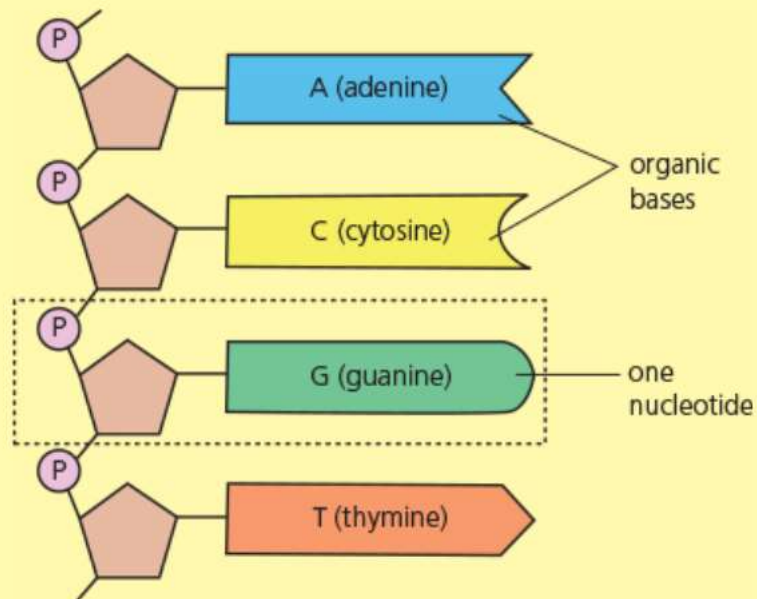 P
A (adenine)
organic
bases
P
C (cytosine)
P
G (guanine)
one
nucleotide
P
T (thymine)